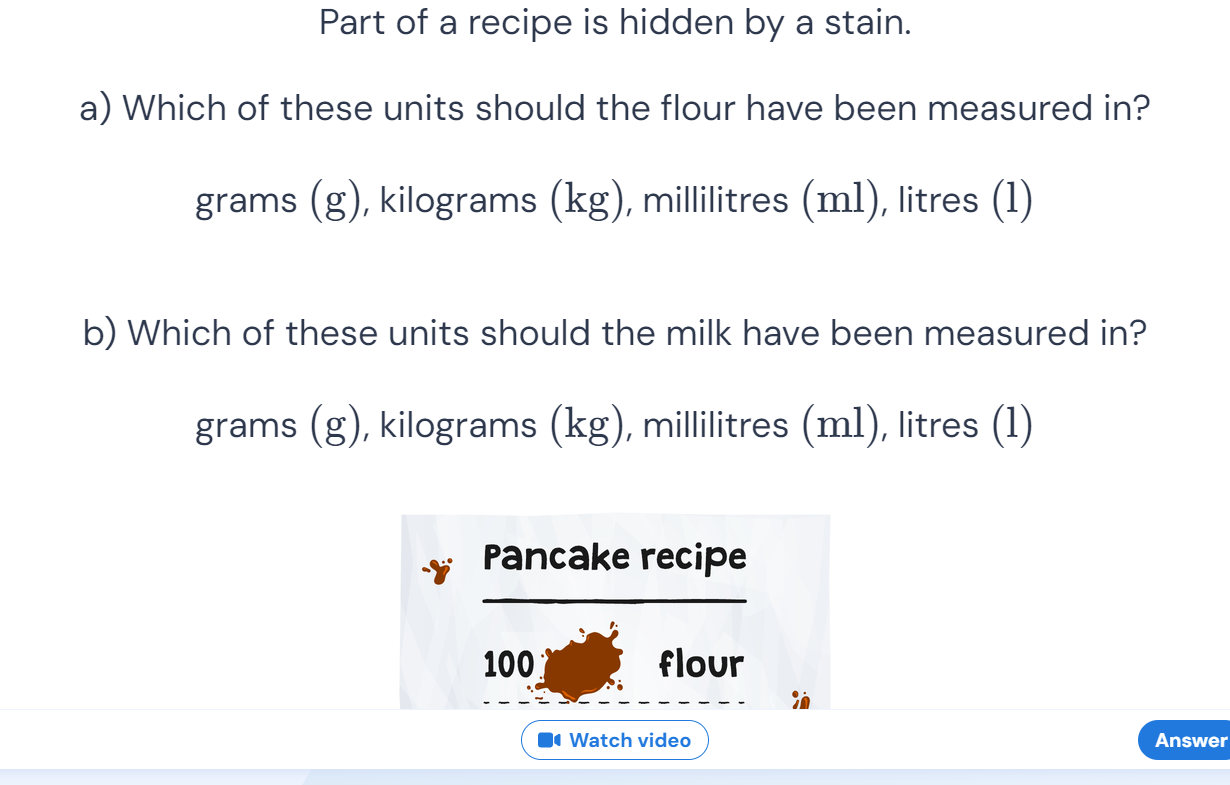 Part of a recipe is hidden by a stain.
a) Which of these units should the flour have been measured in?
grams (g), kilograms (kg), millilitres (ml), litres (l)
b) Which of these units should the milk have been measured in?
grams (g), kilograms (kg), millilitres (ml), litres (l)
Pancake recipe
100 flour
Watch video
Answer